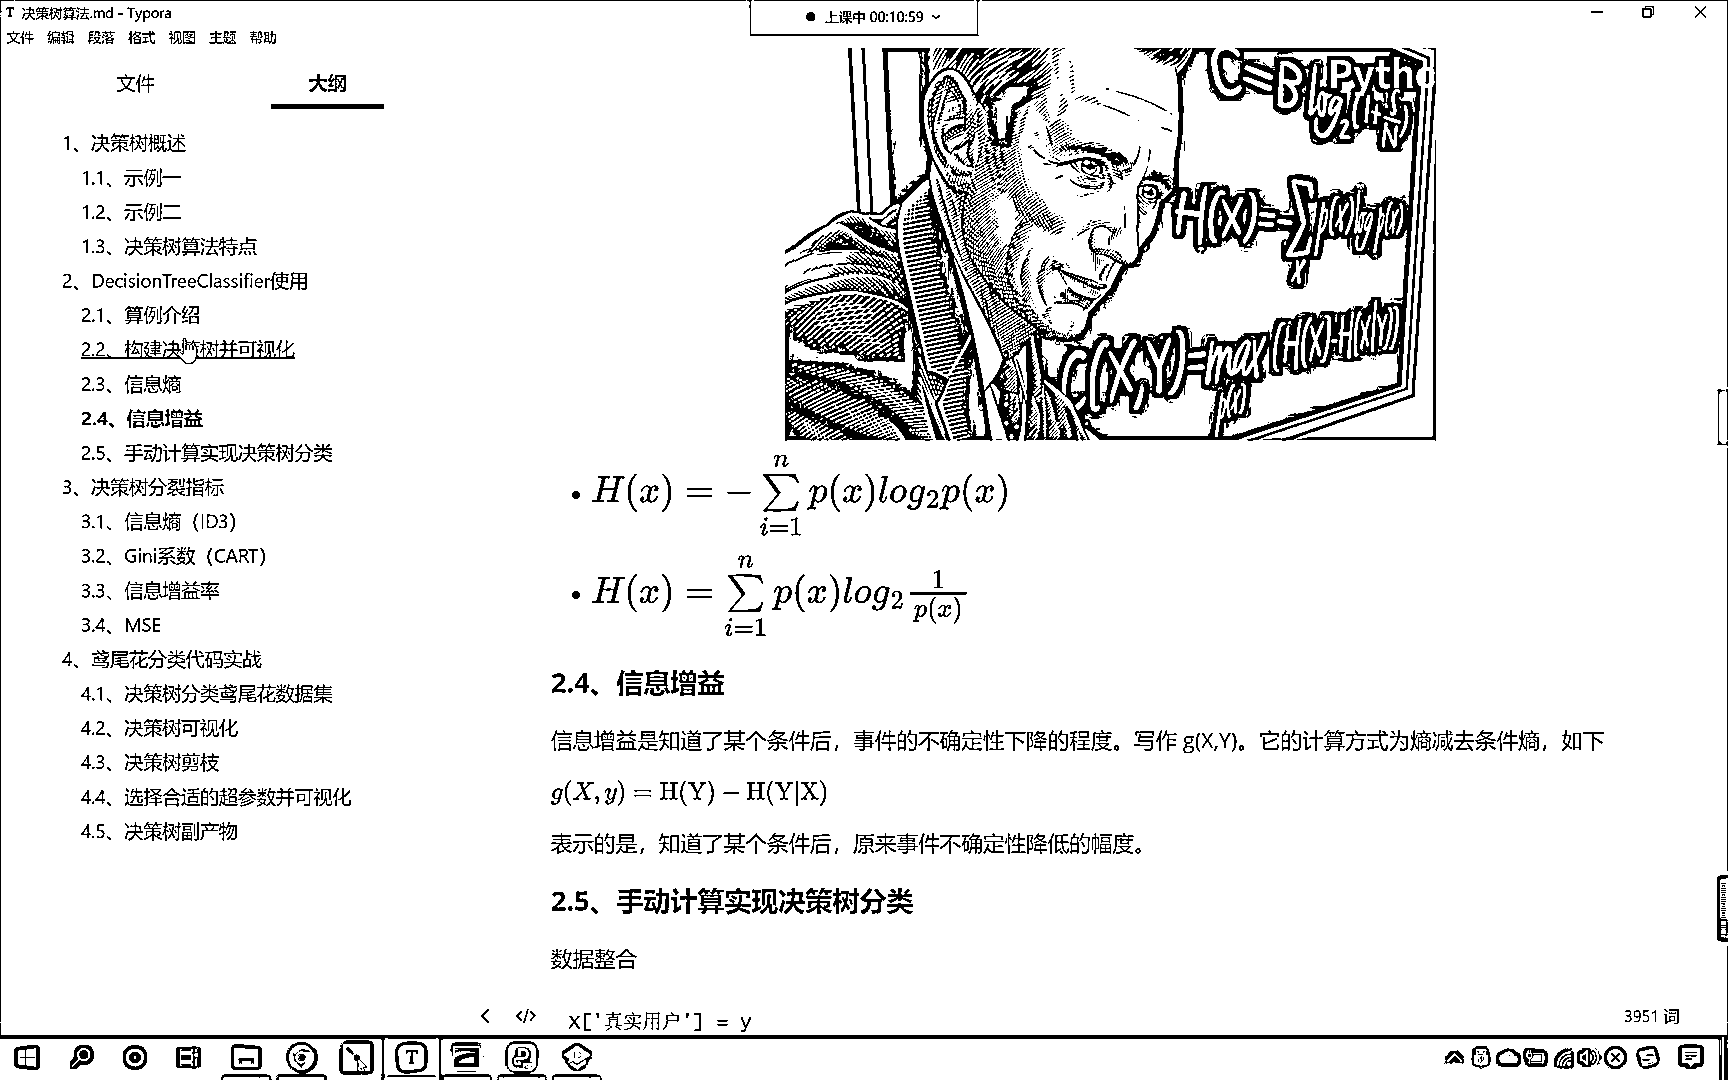 决策树算法.md - Typora
上课中 00:10:59
文件 编辑 段落 格式 视图 主题 帮助
文件 大纲
1、决策树概述
1.1、示例一
1.2、示例二
1.3、决策树算法特点
2、DecisionTreeClassifier使用
2.1、算例介绍
2.2、构建决策树并可视化
2.3、信息熵
2.4、信息增益
2.5、手动计算实现决策树分类
3、决策树分裂指标
3.1、信息熵（ID3）
3.2、Gini系数（CART）
3.3、信息增益率
3.4、MSE
4、鸢尾花分类代码实战
4.1、决策树分类鸢尾花数据集
4.2、决策树可视化
4.3、决策树剪枝
4.4、选择合适的超参数并可视化
4.5、决策树副产物
C=B log₂(1+S/N)
Pytho
H(X)=-∑ₓ p(x) log p(x)
C(X,Y)=max p(x) (H(X)-H(X|Y))
• H(x) = −∑_{i=1}^{n} p(x)log₂p(x)
• H(x) = ∑_{i=1}^{n} p(x)log₂ 1/p(x)
2.4、信息增益
信息增益是知道了某个条件后，事件的不确定性下降的程度。写作 g(X,Y)。它的计算方式为熵减去条件熵，如下
g(X, y) = H(Y) − H(Y|X)
表示的是，知道了某个条件后，原来事件不确定性降低的幅度。
2.5、手动计算实现决策树分类
数据整合
X['真实用户'] = y
3951 词